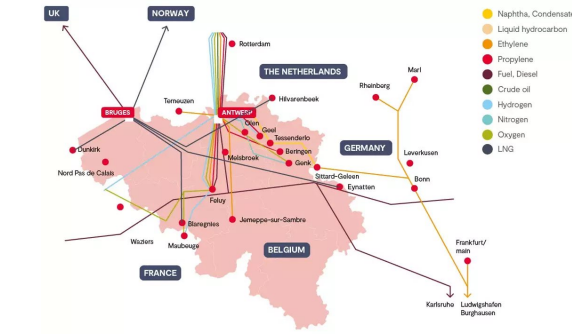 UK
NORWAY
Naphtha, Condensate
Liquid hydrocarbon
Ethylene
Propylene
Fuel, Diesel
Crude oil
Hydrogen
Nitrogen
Oxygen
LNG
Rotterdam
THE NETHERLANDS
Marl
Rheinberg
Terneuzen
Hilvarenbeek
BRUGES
ANTWERP
Olen
Geel
Tessenderlo
Dunkirk
Beringen
GERMANY
Melsbroek
Genk
Leverkusen
Nord Pas de Calais
Sittard-Geleen
Bonn
Eynatten
Feluy
Blaregnies
Jemeppe-sur-Sambre
Waziers
Maubeuge
BELGIUM
Frankfurt/
main
FRANCE
Karlsruhe
Ludwigshafen
Burghausen